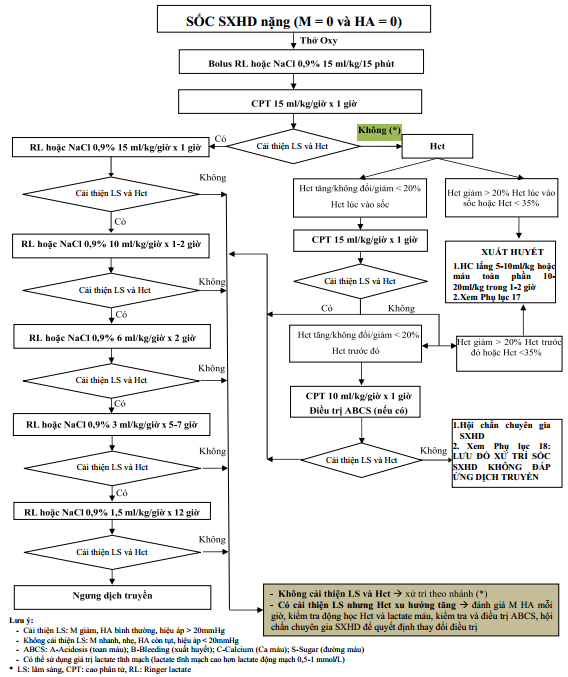 SỐC SXHD nặng (M = 0 và HA = 0)
Thở Oxy
Bolus RL hoặc NaCl 0,9% 15 ml/kg/15 phút
CPT 15 ml/kg/giờ x 1 giờ
Cải thiện LS và Hct
Có
Không (*)
RL hoặc NaCl 0,9% 15 ml/kg/giờ x 1 giờ
Hct
Cải thiện LS và Hct
Không
Có
Hct tăng/không đổi/giảm < 20%
Hct lúc vào sốc
Hct giảm > 20% Hct lúc vào
sốc hoặc Hct < 35%
CPT 15 ml/kg/giờ x 1 giờ
RL hoặc NaCl 0,9% 10 ml/kg/giờ x 1-2 giờ
Cải thiện LS và Hct
Không
Có
Cải thiện LS và Hct
Có
Không
XUẤT HUYẾT
1.HC lắng 5-10ml/kg hoặc
máu toàn phần 10-
20ml/kg trong 1-2 giờ
2.Xem Phụ lục 17
RL hoặc NaCl 0,9% 6 ml/kg/giờ x 2 giờ
Hct tăng/không đổi/giảm < 20%
Hct trước đó
Hct giảm > 20% Hct trước
đó hoặc Hct <35%
Cải thiện LS và Hct
Không
Có
CPT 10 ml/kg/giờ x 1 giờ
Điều trị ABCS (nếu có)
RL hoặc NaCl 0,9% 3 ml/kg/giờ x 5-7 giờ
Cải thiện LS và Hct
Có
Không
1.Hội chẩn chuyên gia
SXHD
2. Xem Phụ lục 18:
LƯU ĐỒ XỬ TRÍ SỐC
SXHD KHÔNG ĐÁP
ỨNG DỊCH TRUYỀN
Cải thiện LS và Hct
Không
Có
RL hoặc NaCl 0,9% 1,5 ml/kg/giờ x 12 giờ
Cải thiện LS và Hct
Không
Ngưng dịch truyền
- Không cải thiện LS và Hct → xử trí theo nhánh (*)
- Có cải thiện LS nhưng Hct xu hướng tăng → đánh giá M HA mỗi
giờ, kiểm tra động học Hct và lactate máu, kiểm tra và điều trị ABCS, hội
chẩn chuyên gia SXHD để quyết định thay đổi điều trị
Lưu ý:
- Cải thiện LS: M giảm, HA bình thường, hiệu áp > 20mmHg
- Không cải thiện LS: M nhanh, nhẹ, HA còn tụt, hiệu áp < 20mmHg
- ABCS: A-Acidosis (toan máu); B-Bleeding (xuất huyết); C-Calcium (Ca máu); S-Sugar (đường máu)
- Có thể sử dụng giá trị lactate tĩnh mạch (lactate tĩnh mạch cao hơn lactate động mạch 0,5-1 mmol/L)
* LS: lâm sàng, CPT: cao phân tử, RL: Ringer lactate